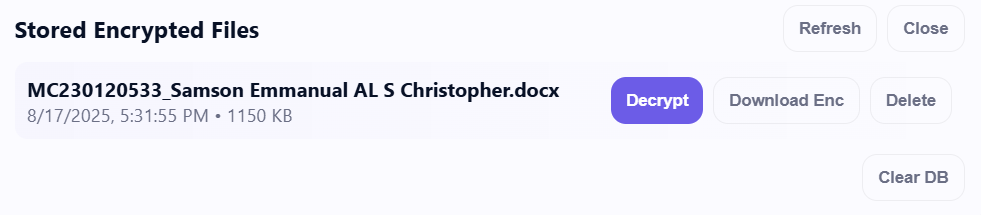 Stored Encrypted Files
Refresh
Close
MC230120533_Samson Emmanual AL S Christopher.docx
8/17/2025, 5:31:55 PM • 1150 KB
Decrypt
Download Enc
Delete
Clear DB